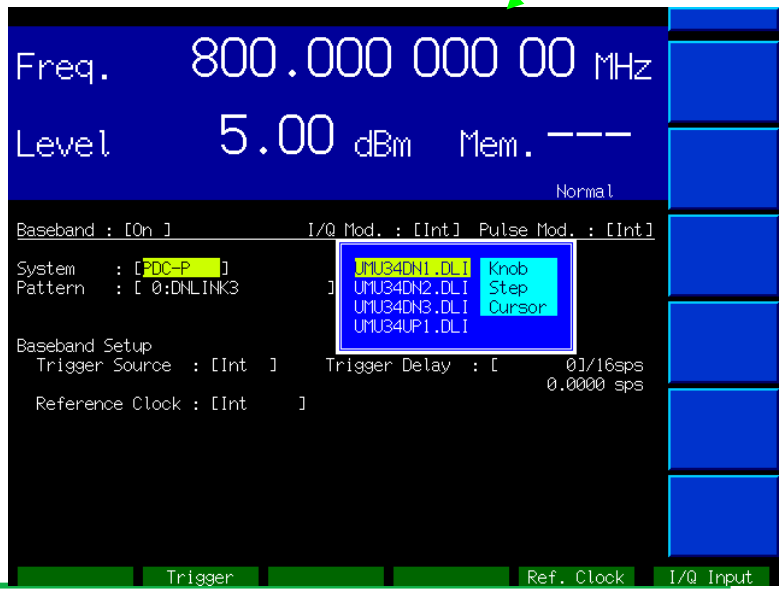 Freq. 800.000 000 00 MHz
Level 5.00 dBm Mem. ---
Normal
Baseband : [On ] I/Q Mod. : [Int] Pulse Mod. : [Int]
System : [PDC-P ] UMU34DN1.DLI Knob
Pattern : [ 0:DNLINK3 ] UMU34DN2.DLI Step
UMU34DN3.DLI Cursor
UMU34UP1.DLI
Baseband Setup
Trigger Source : [Int ] Trigger Delay : [ 0]/16sps
0.0000 sps
Reference Clock : [Int ]
Trigger Ref. Clock I/Q Input